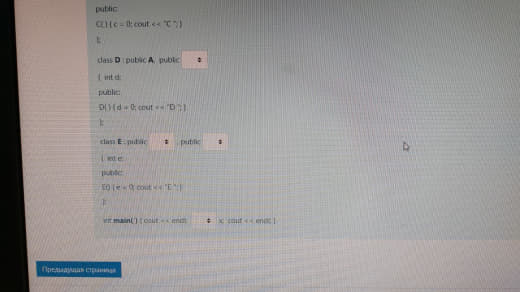 public:
C() { c = 0; cout << "C "; }
};
class D : public A, public
{ int d;
public:
D() { d = 0; cout << "D "; }
};
class E : public , public
{ int e;
public:
E() { e = 0; cout << "E "; }
};
int main() { cout << endl; x; cout << endl; }
Предыдущая страница